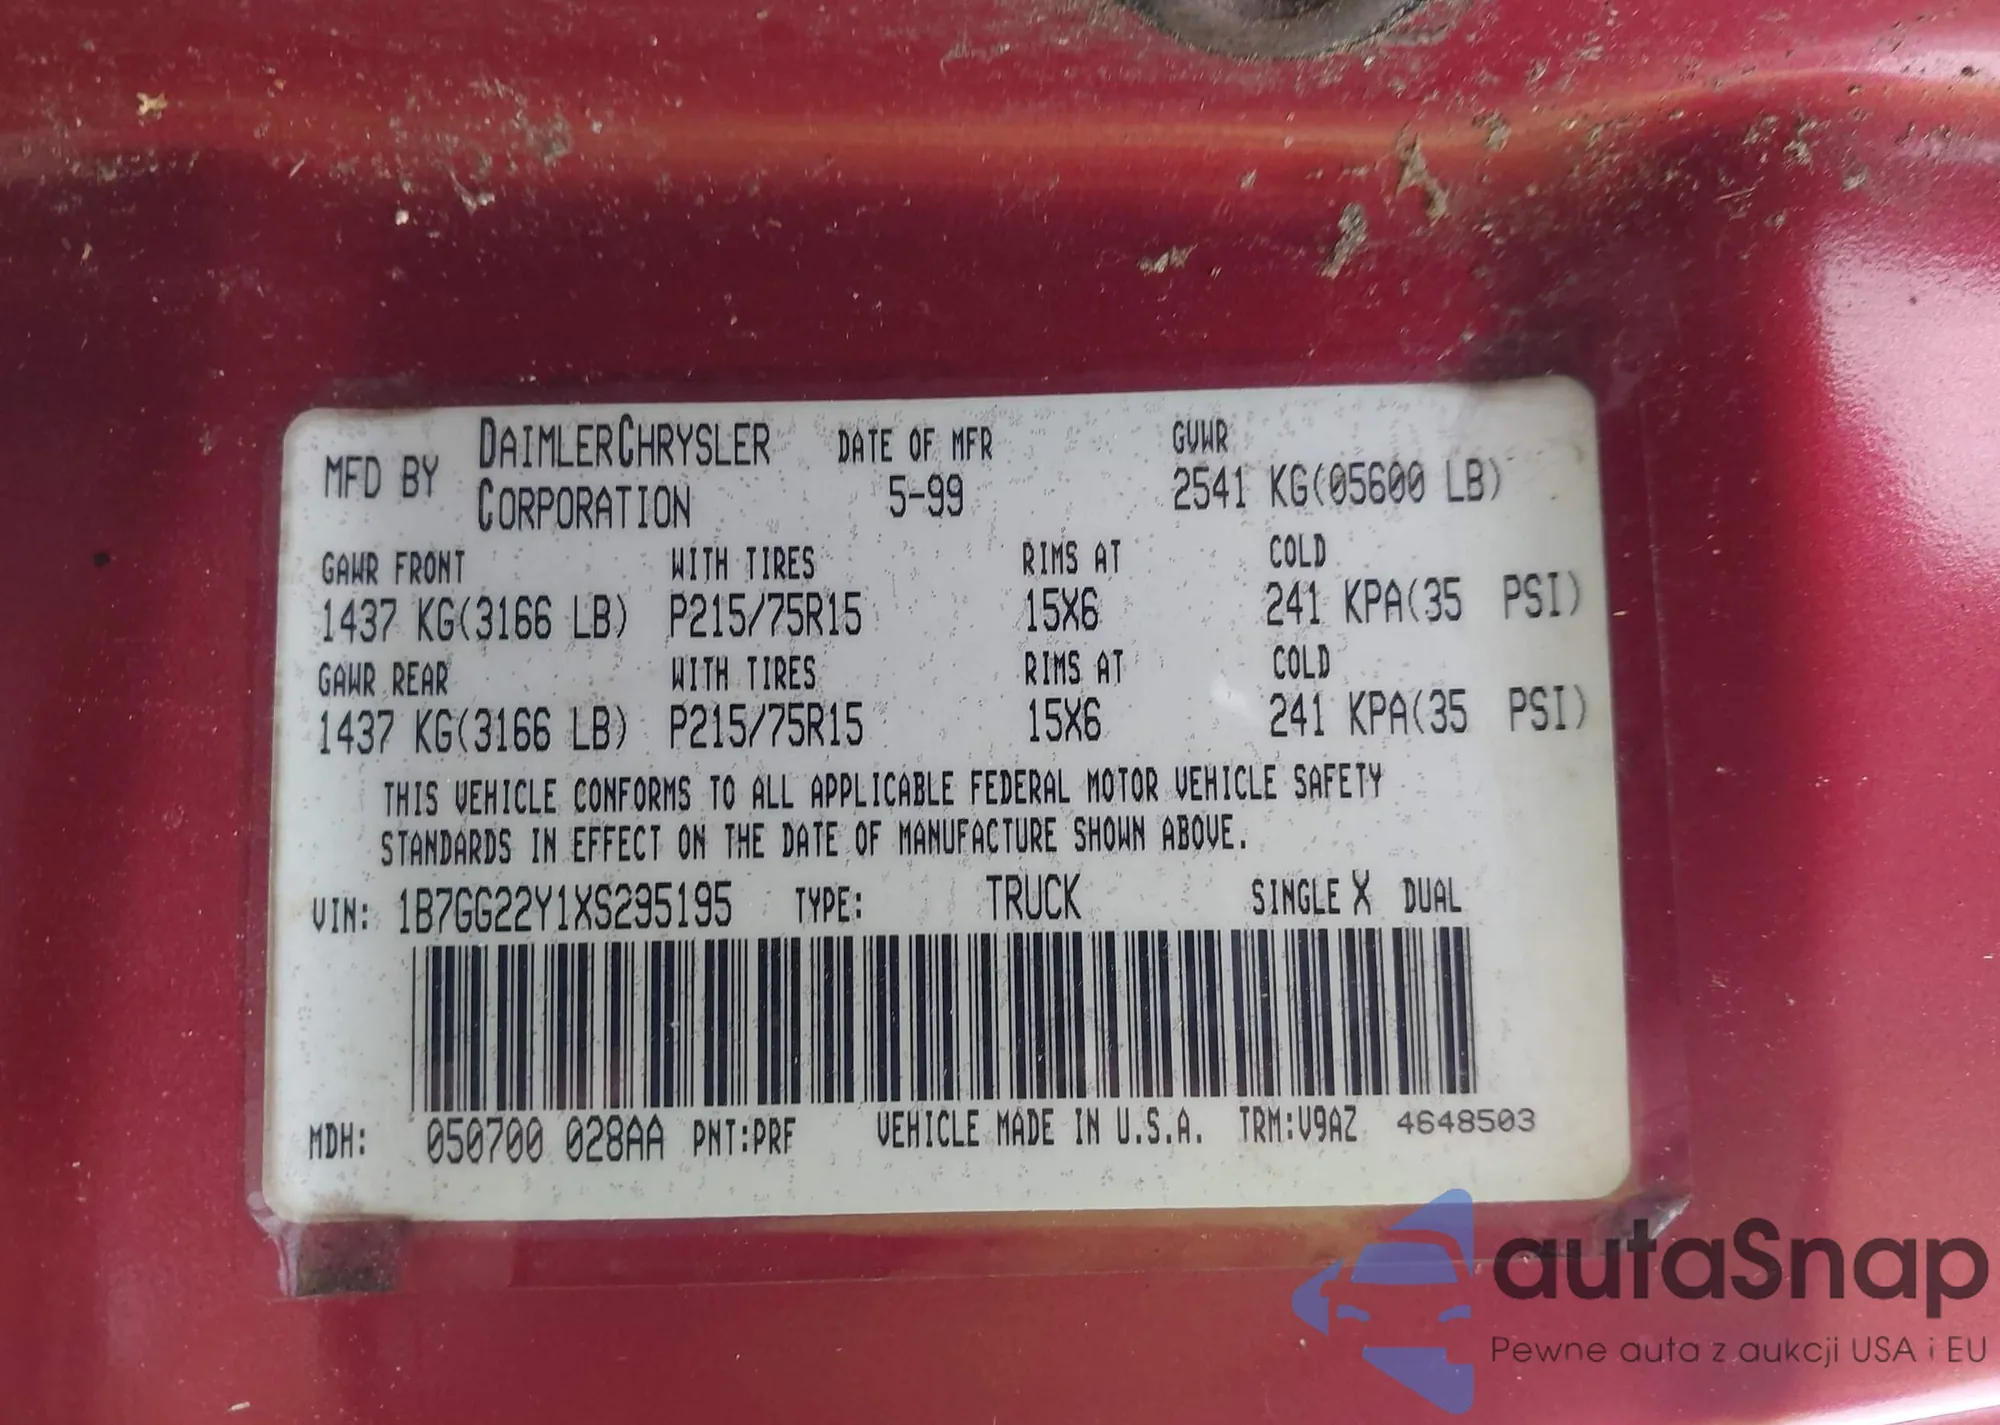 MFD BY DAIMLERCHRYSLER CORPORATION DATE OF MFR 5-99 GVWR 2541 KG(05600 LB)
GAWR FRONT WITH TIRES RIMS AT COLD
1437 KG(3166 LB) P215/75R15 15X6 241 KPA(35 PSI)
GAWR REAR WITH TIRES RIMS AT COLD
1437 KG(3166 LB) P215/75R15 15X6 241 KPA(35 PSI)
THIS VEHICLE CONFORMS TO ALL APPLICABLE FEDERAL MOTOR VEHICLE SAFETY
STANDARDS IN EFFECT ON THE DATE OF MANUFACTURE SHOWN ABOVE.
VIN: 1B7GG22Y1XS295195 TYPE: TRUCK SINGLE X DUAL
MDH: 050700 028AA PNT:PRF VEHICLE MADE IN U.S.A. TRM:V9AZ 4648503
autaSnap
Pewne auta z aukcji USA i EU